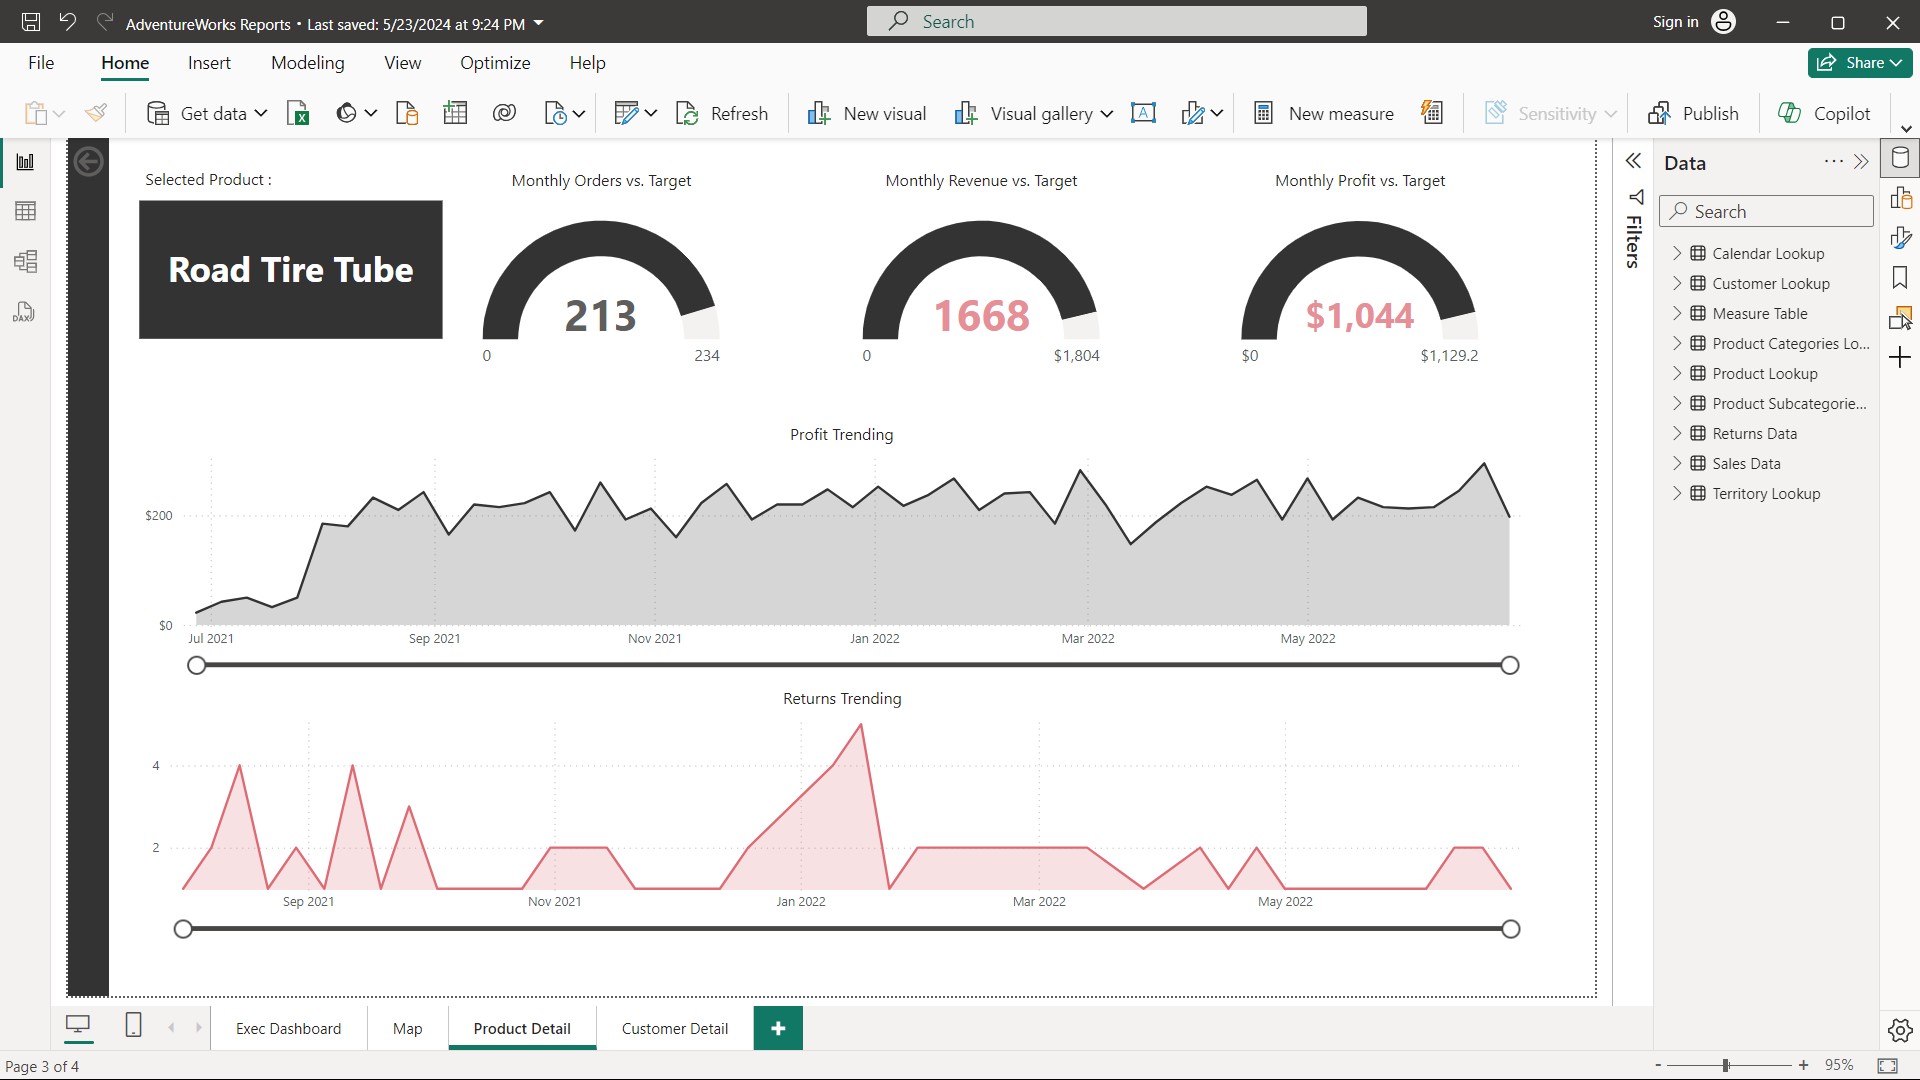 AdventureWorks Reports • Last saved: 5/23/2024 at 9:24 PM
Search
Sign in
File Home Insert Modeling View Optimize Help
Share
Get data
Refresh
New visual
Visual gallery
New measure
Sensitivity
Publish
Copilot
Selected Product :
Road Tire Tube
Monthly Orders vs. Target
213
0 234
Monthly Revenue vs. Target
1668
0 $1,804
Monthly Profit vs. Target
$1,044
$0 $1,129.2
Profit Trending
$200
$0
Jul 2021 Sep 2021 Nov 2021 Jan 2022 Mar 2022 May 2022
Returns Trending
4
2
Sep 2021 Nov 2021 Jan 2022 Mar 2022 May 2022
Filters
Data
Search
Calendar Lookup
Customer Lookup
Measure Table
Product Categories Lo...
Product Lookup
Product Subcategorie...
Returns Data
Sales Data
Territory Lookup
DAX
Exec Dashboard Map Product Detail Customer Detail
Page 3 of 4
- + 95%